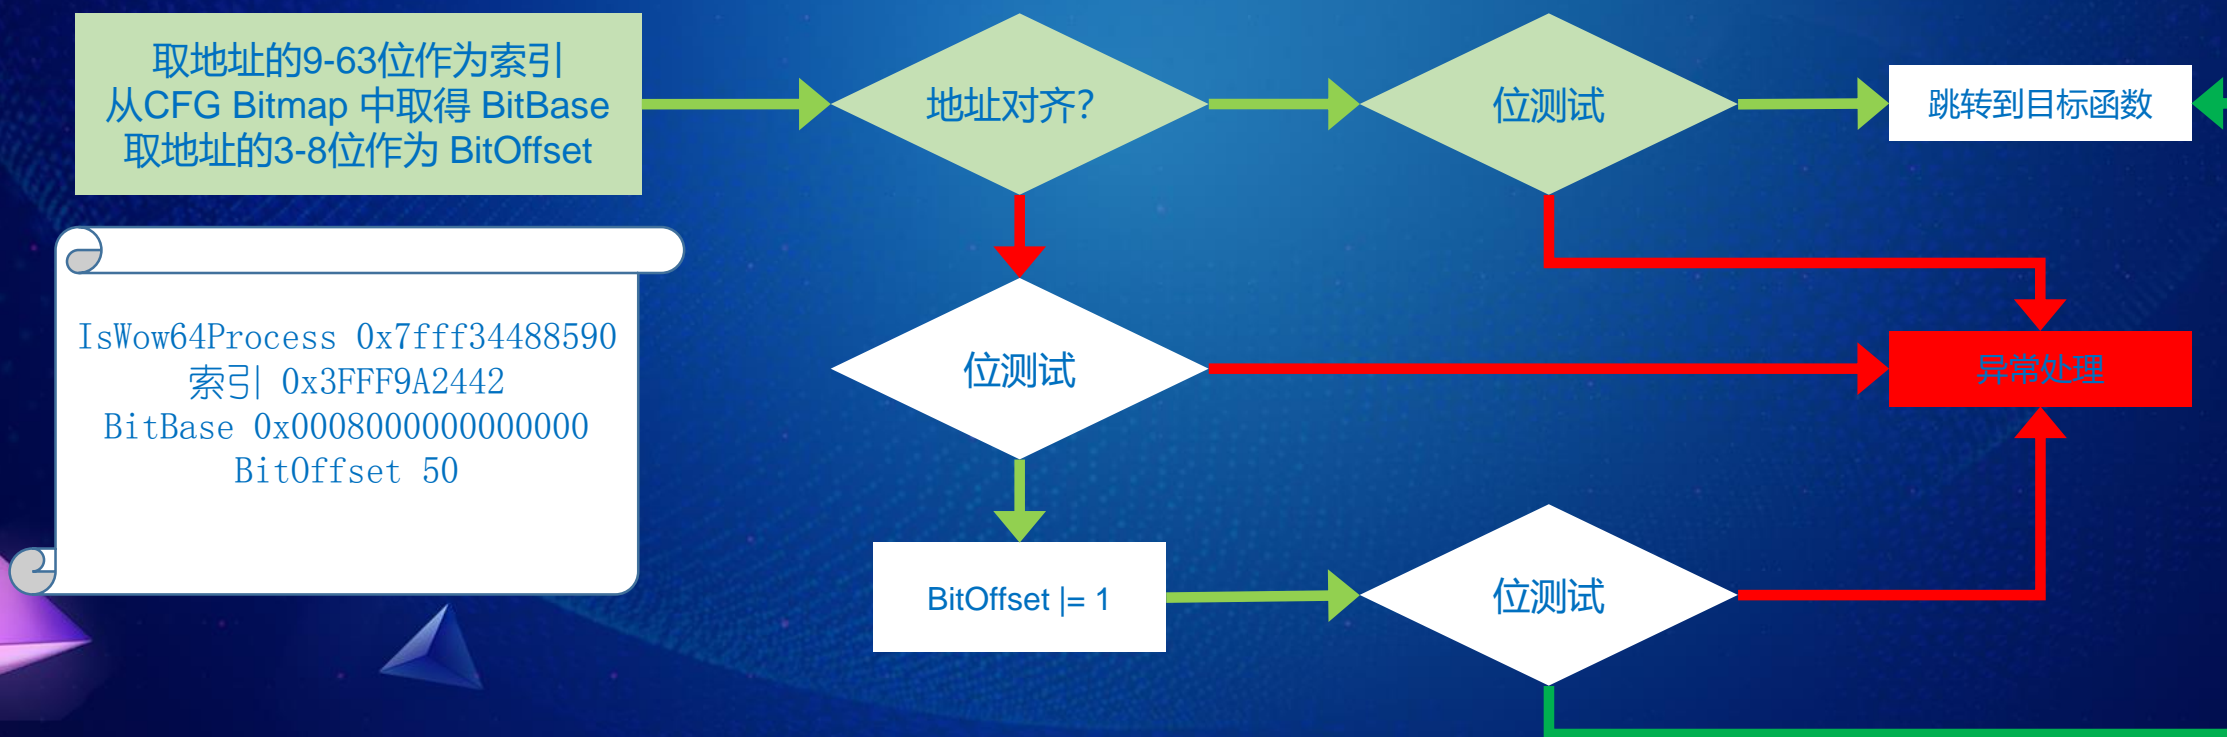 取地址的9-63位作为索引
从CFG Bitmap 中取得 BitBase
取地址的3-8位作为 BitOffset
地址对齐?
位测试
跳转到目标函数
IsWow64Process 0x7fff34488590
索引 0x3FFF9A2442
BitBase 0x0008000000000000
BitOffset 50
位测试
异常处理
BitOffset |= 1
位测试